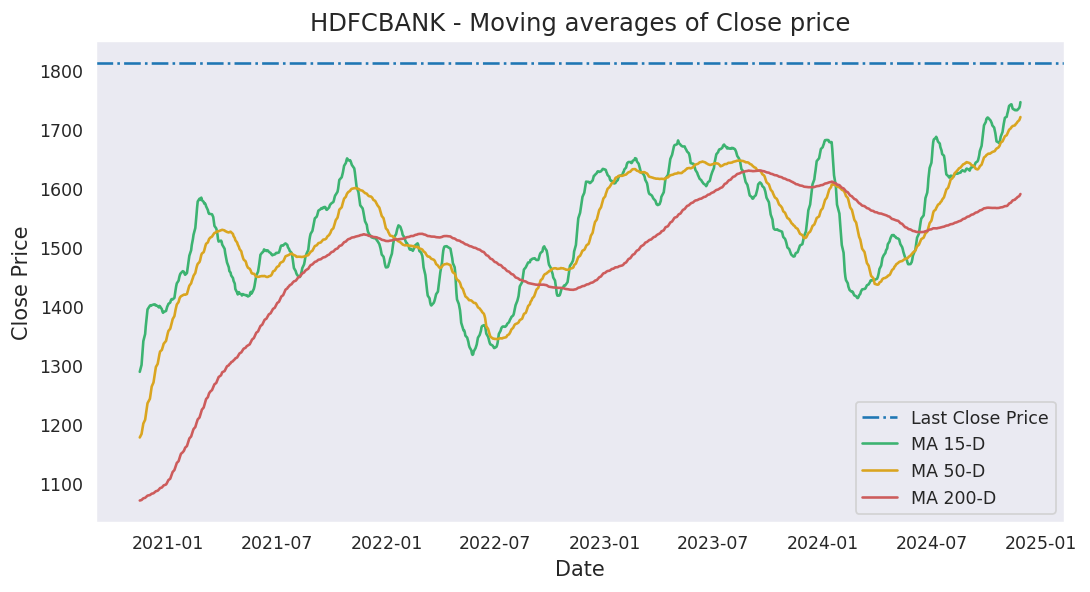 HDFCBANK - Moving averages of Close price
Close Price
1800
1700
1600
1500
1400
1300
1200
1100
Last Close Price
MA 15-D
MA 50-D
MA 200-D
2021-01 2021-07 2022-01 2022-07 2023-01 2023-07 2024-01 2024-07 2025-01
Date